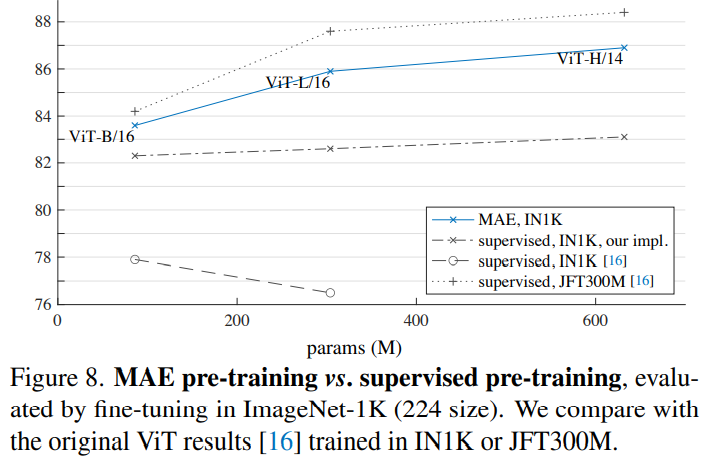 88
86
84
82
80
78
76
0
200
400
600
params (M)
ViT-B/16
ViT-L/16
ViT-H/14
MAE, IN1K
supervised, IN1K, our impl.
supervised, IN1K [16]
supervised, JFT300M [16]
Figure 8. MAE pre-training vs. supervised pre-training, evalu-
ated by fine-tuning in ImageNet-1K (224 size). We compare with
the original ViT results [16] trained in IN1K or JFT300M.